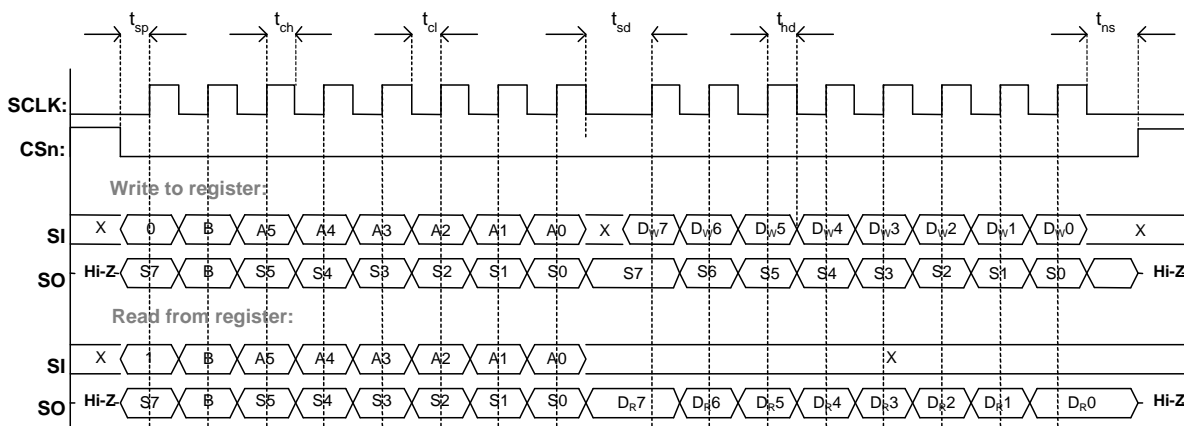 tsp tch tcl tsd thd tns
SCLK:
CSn:
Write to register:
SI X 0 B A5 A4 A3 A2 A1 A0 X DW7 DW6 DW5 DW4 DW3 DW2 DW1 DW0 X
SO Hi-Z S7 B S5 S4 S3 S2 S1 S0 S7 S6 S5 S4 S3 S2 S1 S0 Hi-Z
Read from register:
SI X 1 B A5 A4 A3 A2 A1 A0 X
SO Hi-Z S7 B S5 S4 S3 S2 S1 S0 DR7 DR6 DR5 DR4 DR3 DR2 DR1 DR0 Hi-Z